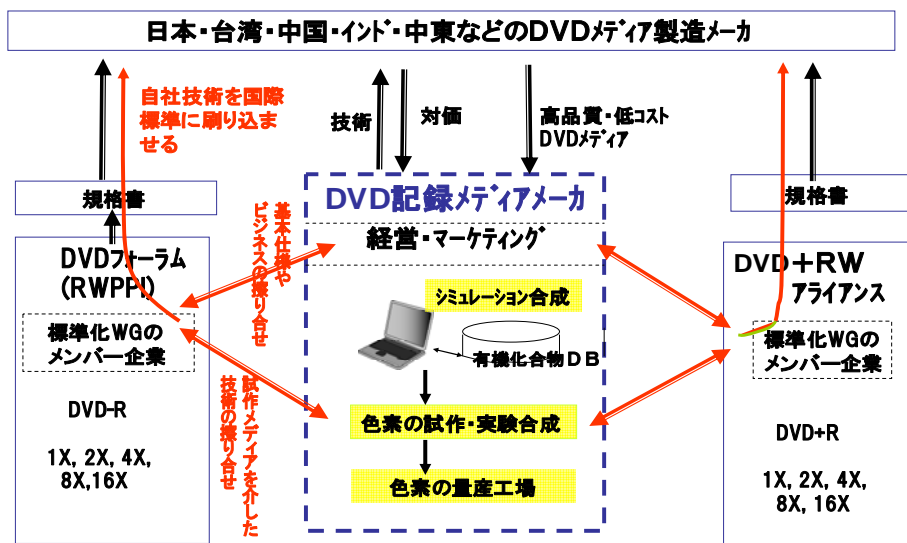 日本・台湾・中国・インド・中東などのDVDメディア製造メーカ
自社技術を国際
標準に刷り込ま
せる
技術
対価
高品質・低コスト
DVDメディア
規格書
規格書
DVDフォーラム
(RWPPI)
標準化WGの
メンバー企業
DVD-R
1X, 2X, 4X,
8X,16X
基本仕様や
ビジネスの擦り合せ
試作メディアを介した
技術の擦り合せ
DVD記録メディアメーカ
経営・マーケティング
シミュレーション合成
有機化合物DB
色素の試作・実験合成
色素の量産工場
DVD+RW
アライアンス
標準化WGの
メンバー企業
DVD+R
1X, 2X, 4X,
8X, 16X